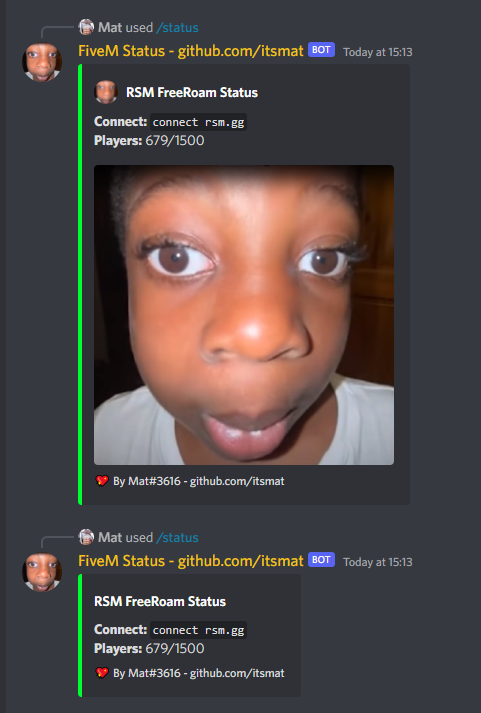 Mat used /status
FiveM Status - github.com/itsmat BOT Today at 15:13
RSM FreeRoam Status
Connect: connect rsm.gg
Players: 679/1500
By Mat#3616 - github.com/itsmat
Mat used /status
FiveM Status - github.com/itsmat BOT Today at 15:13
RSM FreeRoam Status
Connect: connect rsm.gg
Players: 679/1500
By Mat#3616 - github.com/itsmat